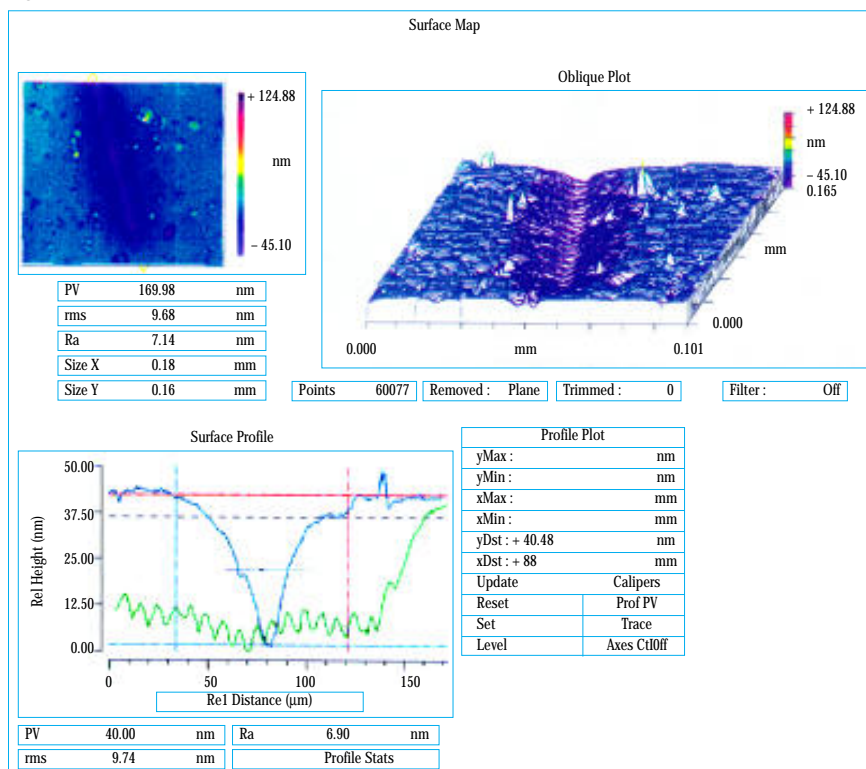 Surface Map
+ 124.88
nm
– 45.10
PV 169.98 nm
rms 9.68 nm
Ra 7.14 nm
Size X 0.18 mm
Size Y 0.16 mm
Oblique Plot
+ 124.88
nm
– 45.10
0.165
mm
0.000
0.000 mm 0.101
Points 60077 Removed : Plane Trimmed : 0 Filter : Off
Surface Profile
Rel Height (nm)
50.00
37.50
25.00
12.50
0.00
0 50 100 150
Re1 Distance (μm)
PV 40.00 nm Ra 6.90 nm
rms 9.74 nm Profile Stats
Profile Plot
yMax : nm
yMin : nm
xMax : mm
xMin : mm
yDst : + 40.48 nm
xDst : + 88 mm
Update Calipers
Reset Prof PV
Set Trace
Level Axes Ctl0ff